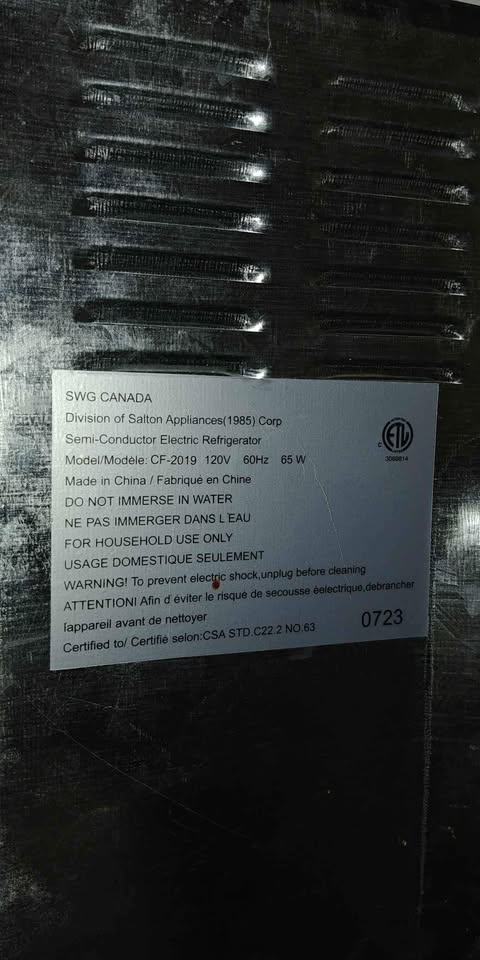 SWG CANADA
Division of Salton Appliances(1985) Corp
Semi-Conductor Electric Refrigerator
Model/Modèle: CF-2019 120V 60Hz 65 W
Made in China / Fabriqué en Chine
DO NOT IMMERSE IN WATER
NE PAS IMMERGER DANS L'EAU
FOR HOUSEHOLD USE ONLY
USAGE DOMESTIQUE SEULEMENT
WARNING! To prevent electric shock,unplug before cleaning
ATTENTION! Afin d'éviter le risque de secousse éelectrique,debrancher
l'appareil avant de nettoyer
Certified to/ Certifié selon:CSA STD.C22.2 NO.63
0723
C ETL
3069814